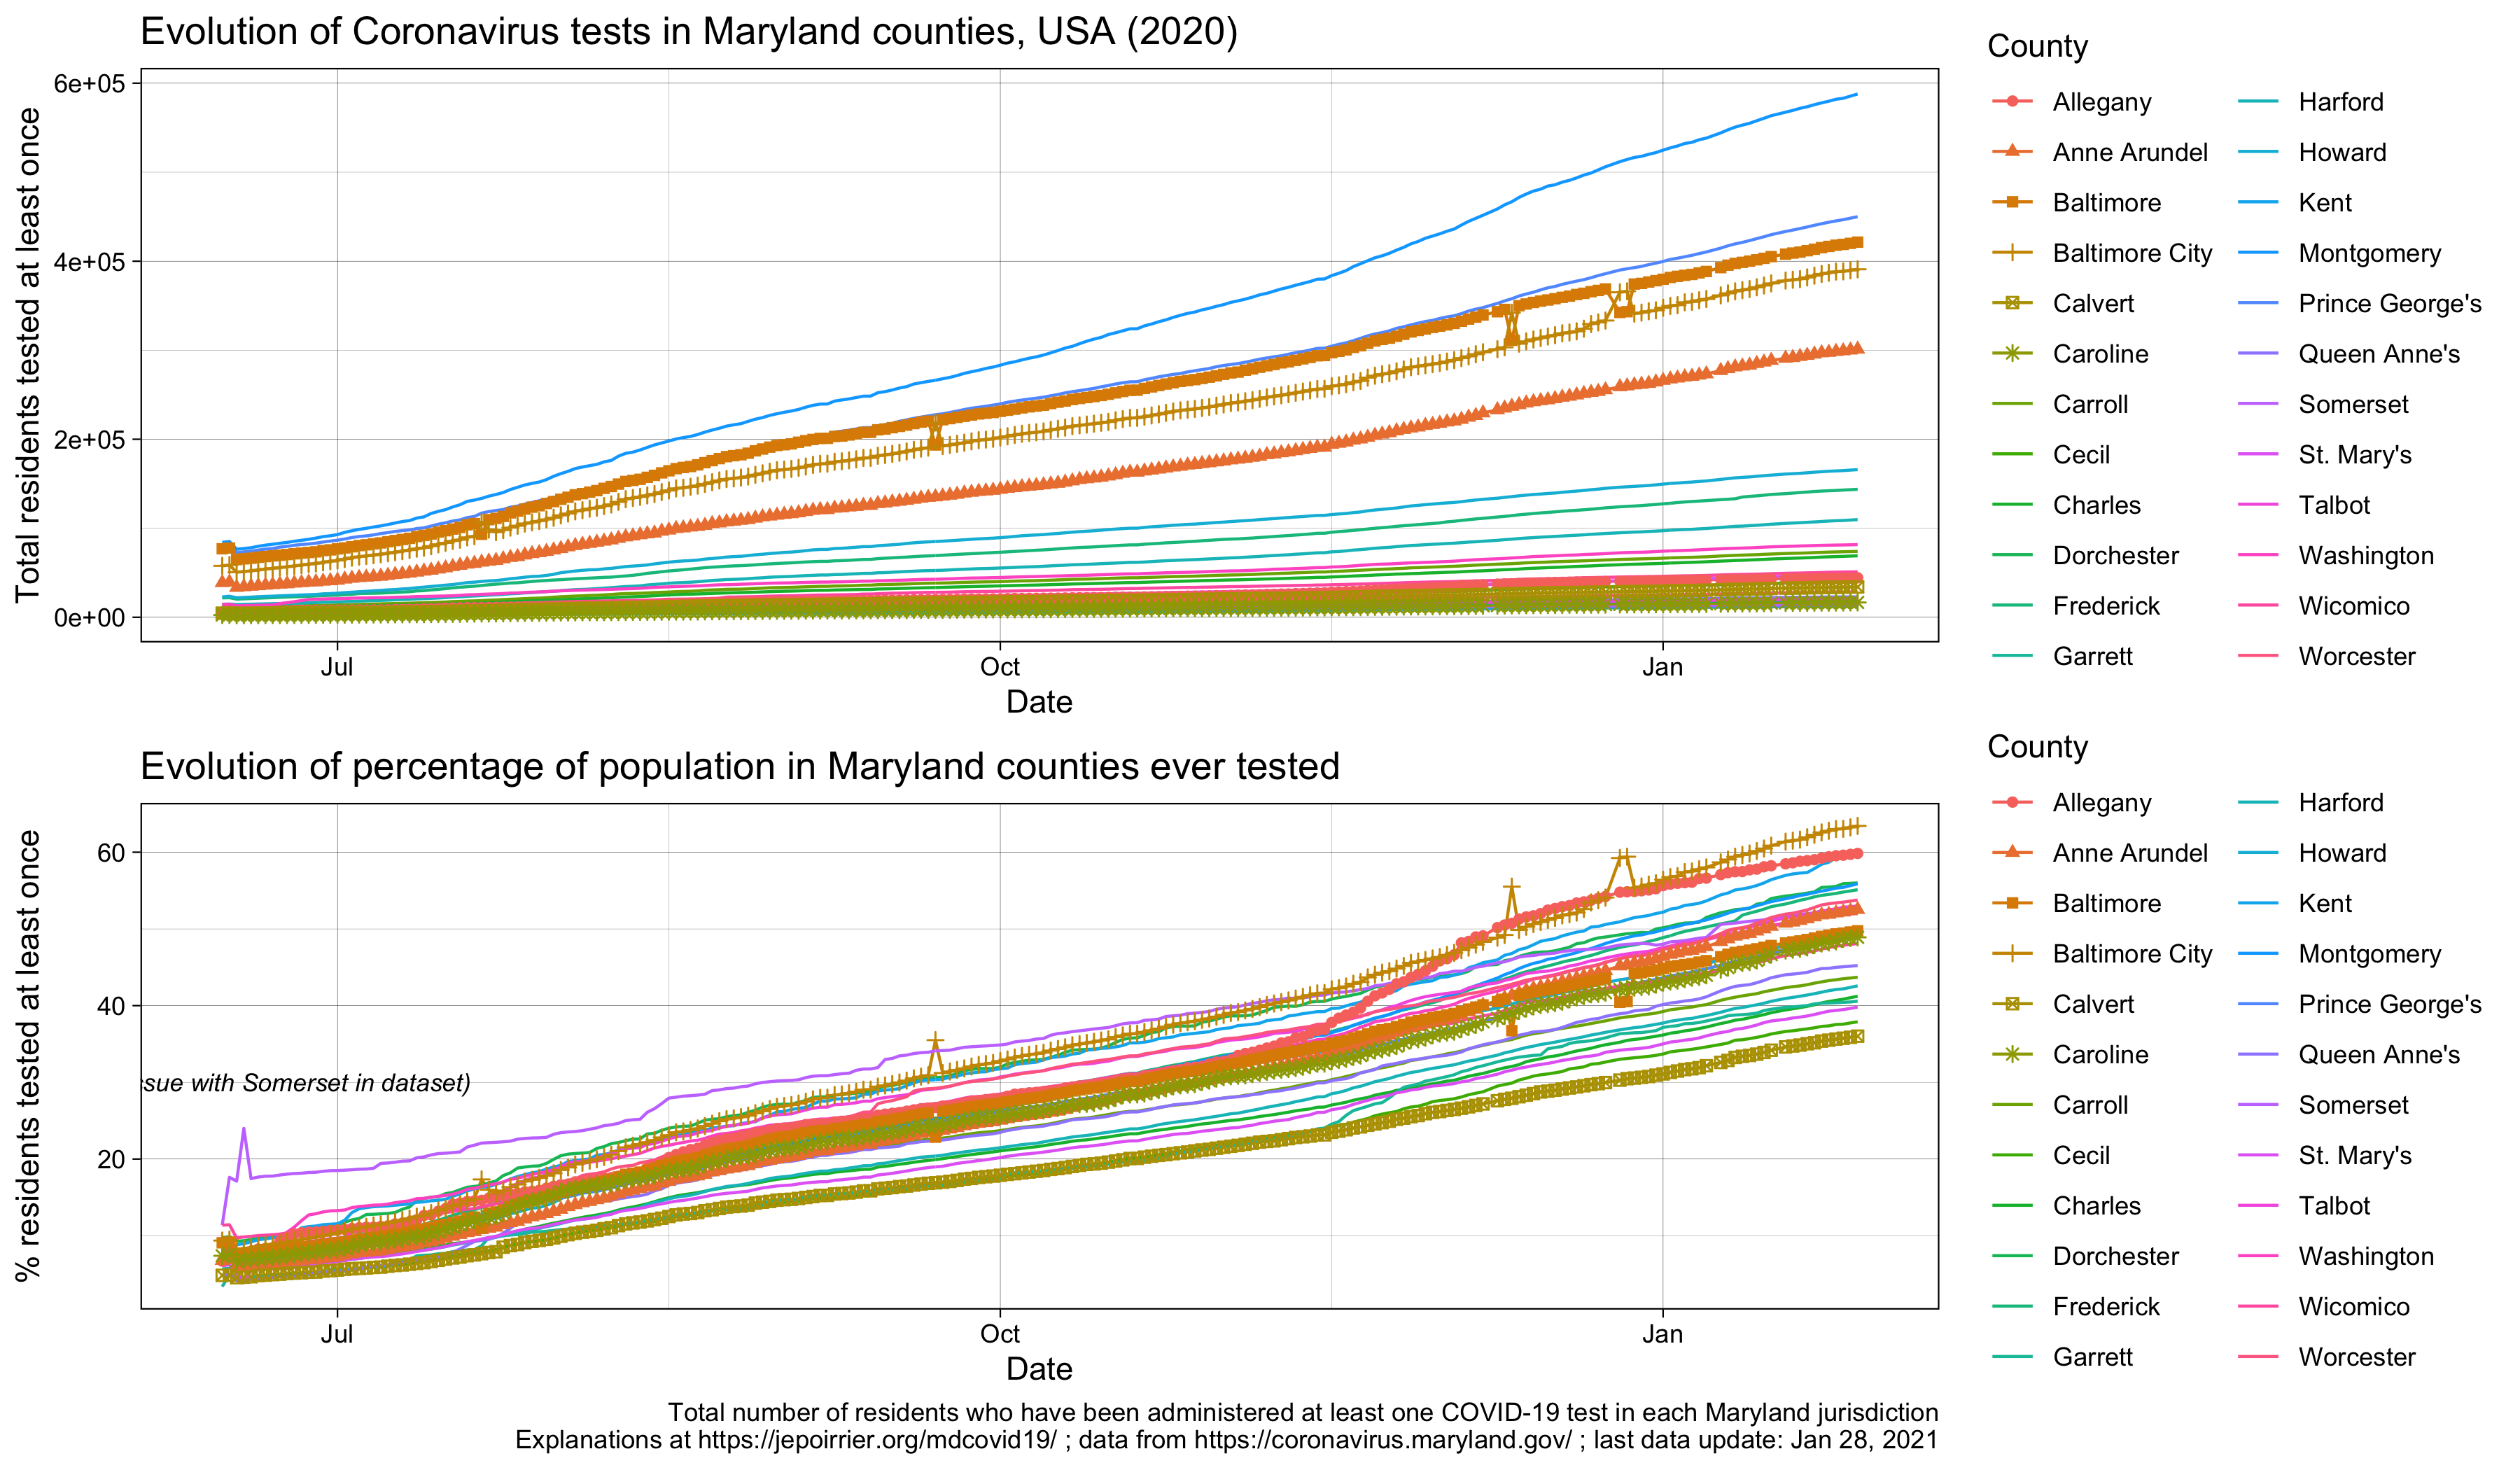 Evolution of Coronavirus tests in Maryland counties, USA (2020)
Total residents tested at least once
6e+05
4e+05
2e+05
0e+00
Jul
Oct
Jan
Date
County
Allegany
Anne Arundel
Baltimore
Baltimore City
Calvert
Caroline
Carroll
Cecil
Charles
Dorchester
Frederick
Garrett
Harford
Howard
Kent
Montgomery
Prince George's
Queen Anne's
Somerset
St. Mary's
Talbot
Washington
Wicomico
Worcester
Evolution of percentage of population in Maryland counties ever tested
% residents tested at least once
60
40
20
sue with Somerset in dataset)
Jul
Oct
Jan
Date
County
Allegany
Anne Arundel
Baltimore
Baltimore City
Calvert
Caroline
Carroll
Cecil
Charles
Dorchester
Frederick
Garrett
Harford
Howard
Kent
Montgomery
Prince George's
Queen Anne's
Somerset
St. Mary's
Talbot
Washington
Wicomico
Worcester
Total number of residents who have been administered at least one COVID-19 test in each Maryland jurisdiction
Explanations at https://jepoirrier.org/mdcovid19/ ; data from https://coronavirus.maryland.gov/ ; last data update: Jan 28, 2021